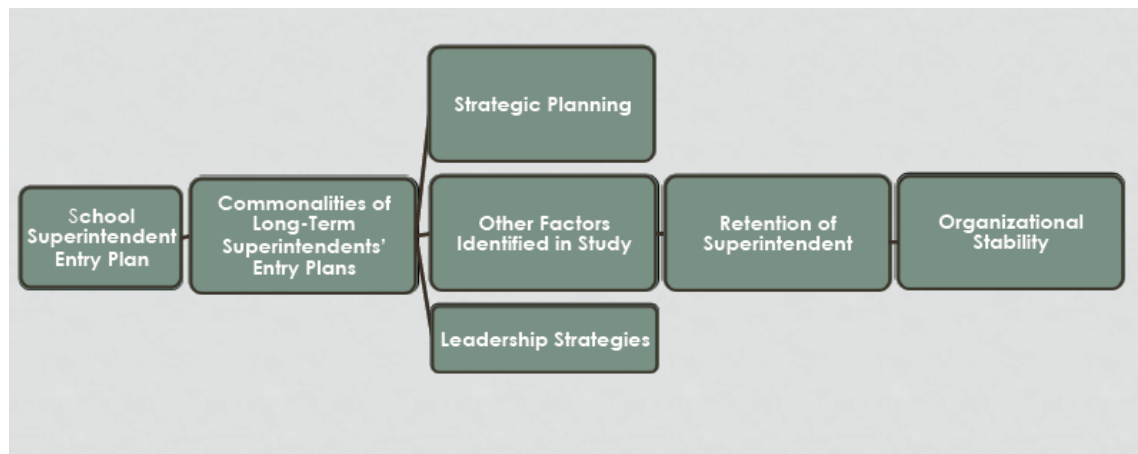 School
Superintendent
Entry Plan
Commonalities of
Long-Term
Superintendents’
Entry Plans
Strategic Planning
Other Factors
Identified in Study
Leadership Strategies
Retention of
Superintendent
Organizational
Stability